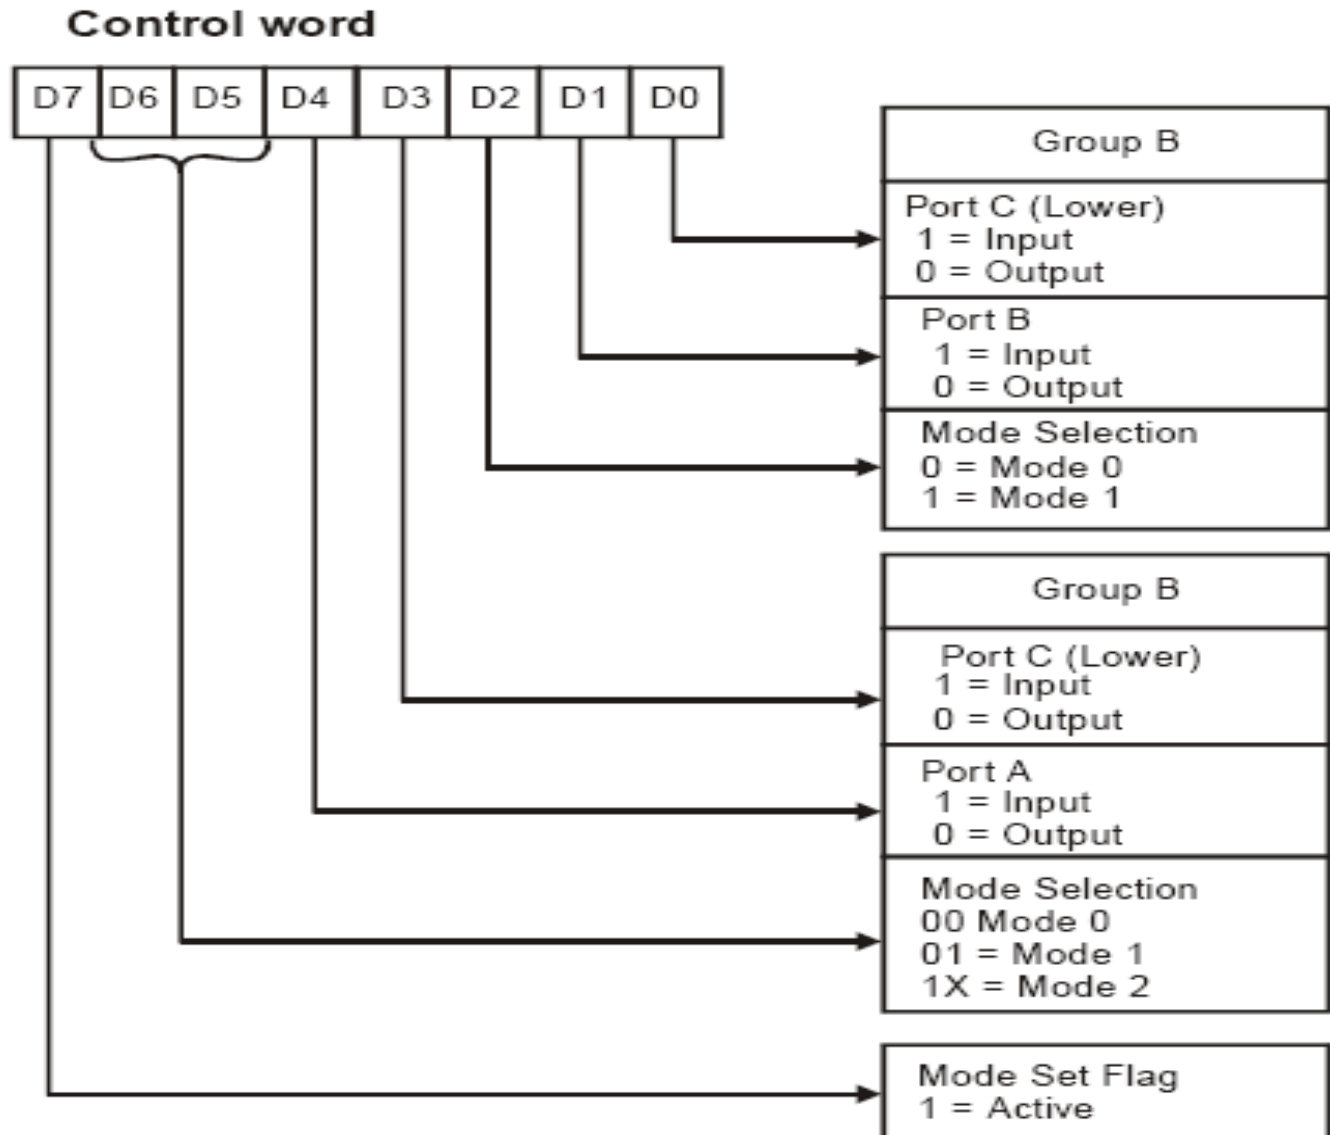 Control word
D7 D6 D5 D4 D3 D2 D1 D0
Group B
Port C (Lower)
1 = Input
0 = Output
Port B
1 = Input
0 = Output
Mode Selection
0 = Mode 0
1 = Mode 1
Group B
Port C (Lower)
1 = Input
0 = Output
Port A
1 = Input
0 = Output
Mode Selection
00 Mode 0
01 = Mode 1
1X = Mode 2
Mode Set Flag
1 = Active